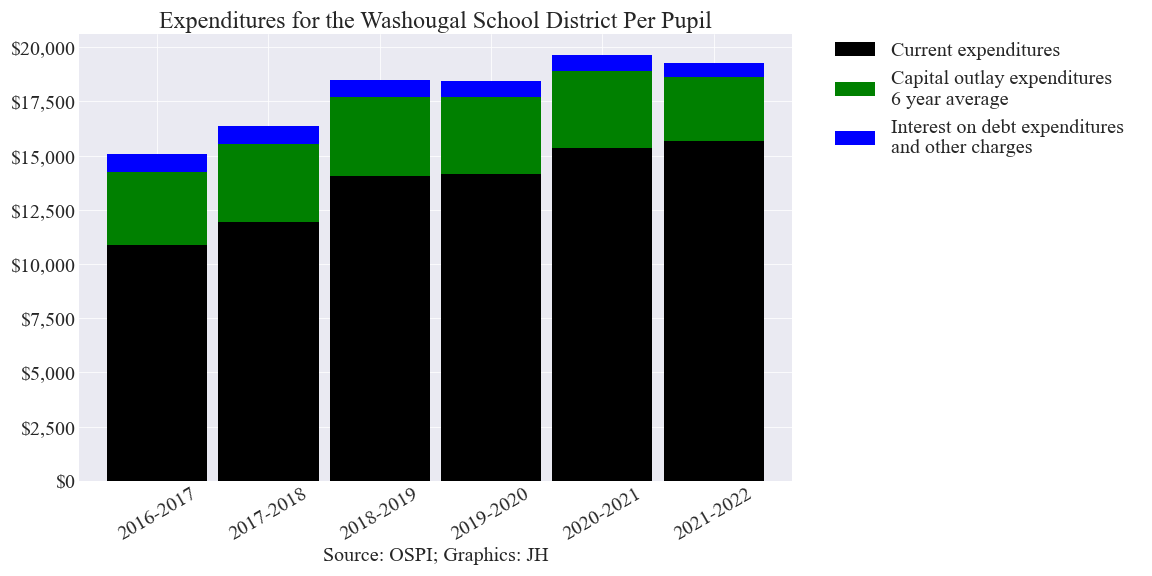 Expenditures for the Washougal School District Per Pupil
$20,000
$17,500
$15,000
$12,500
$10,000
$7,500
$5,000
$2,500
$0
2016-2017
2017-2018
2018-2019
2019-2020
2020-2021
2021-2022
Source: OSPI; Graphics: JH
Current expenditures
Capital outlay expenditures
6 year average
Interest on debt expenditures
and other charges